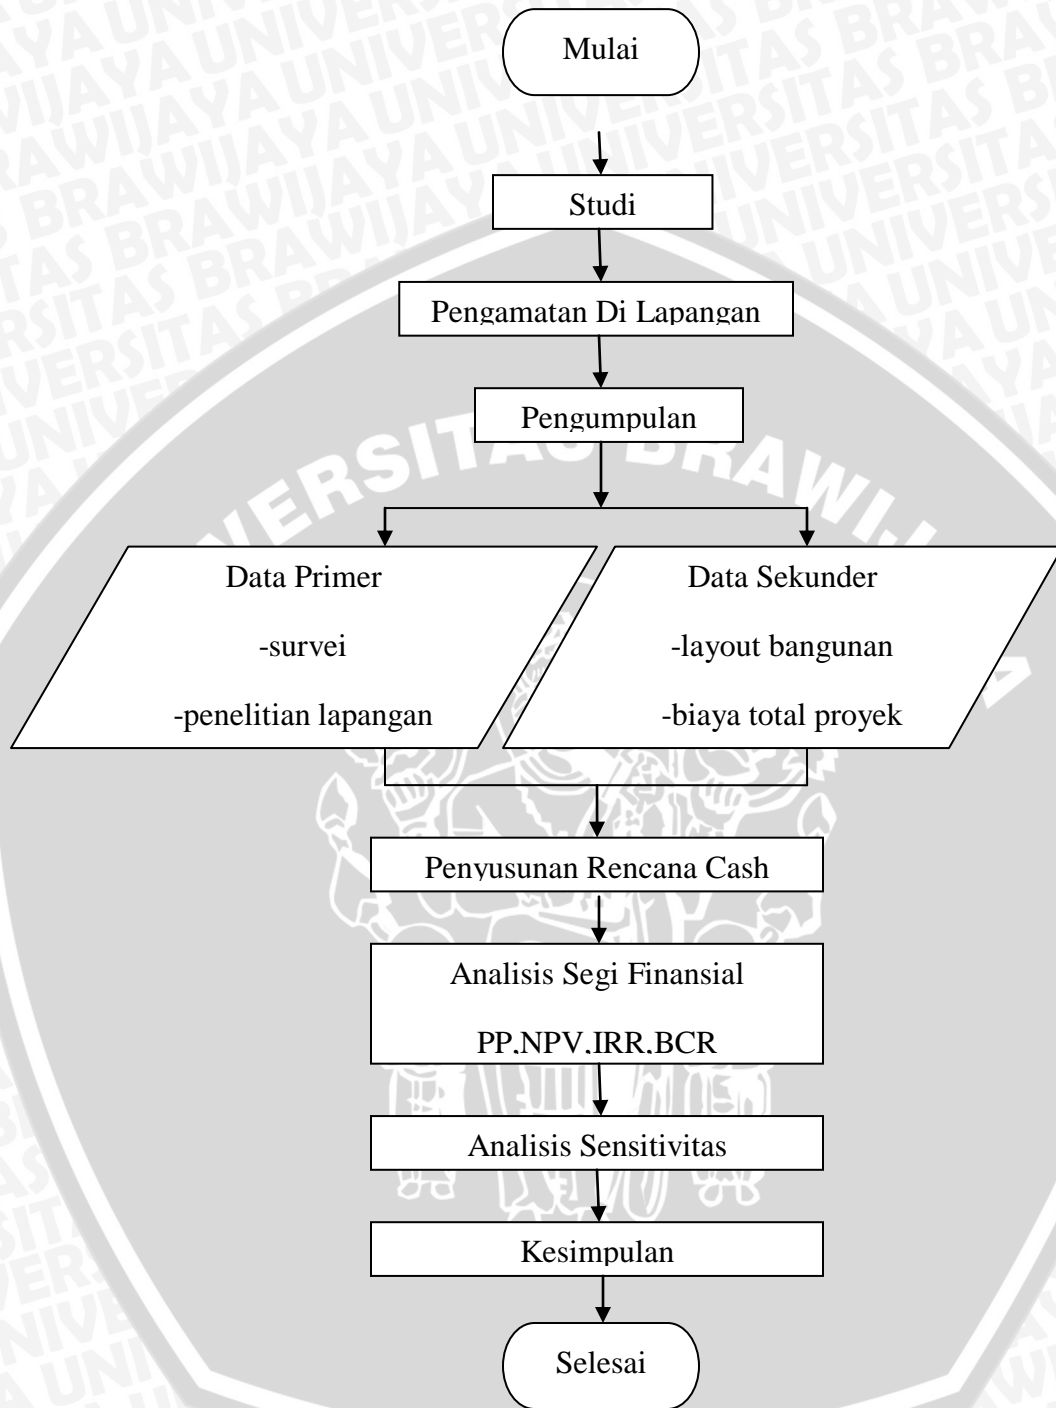 Mulai
Studi
Pengamatan Di Lapangan
Pengumpulan
Data Primer
-survei
-penelitian lapangan
Data Sekunder
-layout bangunan
-biaya total proyek
Penyusunan Rencana Cash
Analisis Segi Finansial
PP,NPV,IRR,BCR
Analisis Sensitivitas
Kesimpulan
Selesai